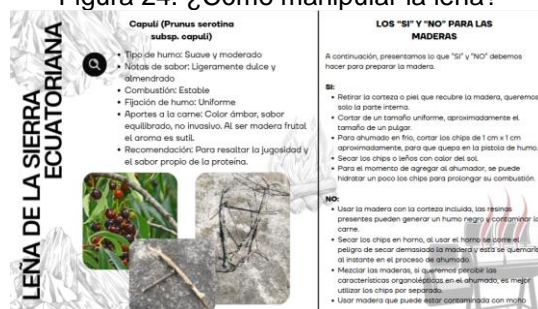 Figura 24. ¿Cómo manipular la leña?
LEÑA DE LA SIERRA
ECUATORIANA
Capulí (Prunus serotina
subsp. capuli)
• Tipo de humo: Suave y moderado
• Notas de sabor: Ligeramente dulce y
almendrado
• Combustión: Estable
• Fijación de humo: Uniforme
• Aportes a la carne: Color ámbar, sabor
equilibrado, no invasivo. Al ser madera frutal
el aroma es sutil.
• Recomendación: Para resaltar la jugosidad y
el sabor propio de la proteína.
LOS "SI" Y "NO" PARA LAS
MADERAS
A continuación, presentamos lo que "SI" y "NO" debemos
hacer para preparar la madera.
SI:
• Retirar la corteza o piel que recubre la madera, queremos
solo la parte interna.
• Cortar de un tamaño uniforme, aproximadamente el
tamaño de un pulgar.
• Para ahumado en frío, cortar los chips de 1 cm x 1 cm
aproximadamente, para que quepa en la pistola de humo.
• Secar los chips o leños con calor del sol.
• Para el momento de agregar al ahumador, se puede
hidratar un poco los chips para prolongar su combustión.
NO:
• Usar la madera con la corteza incluida, las resinas
presentes pueden generar un humo negro y contaminar la
carne.
• Secar los chips en horno, al usar el horno se corre el
peligro de secar demasiado la madera y esta se quemaría
al instante en el proceso de ahumado.
• Mezclar las maderas, si queremos percibir las
características organolépticas en el ahumado, es mejor
utilizar los chips por separado.
• Usar madera que puede estar contaminada con moho